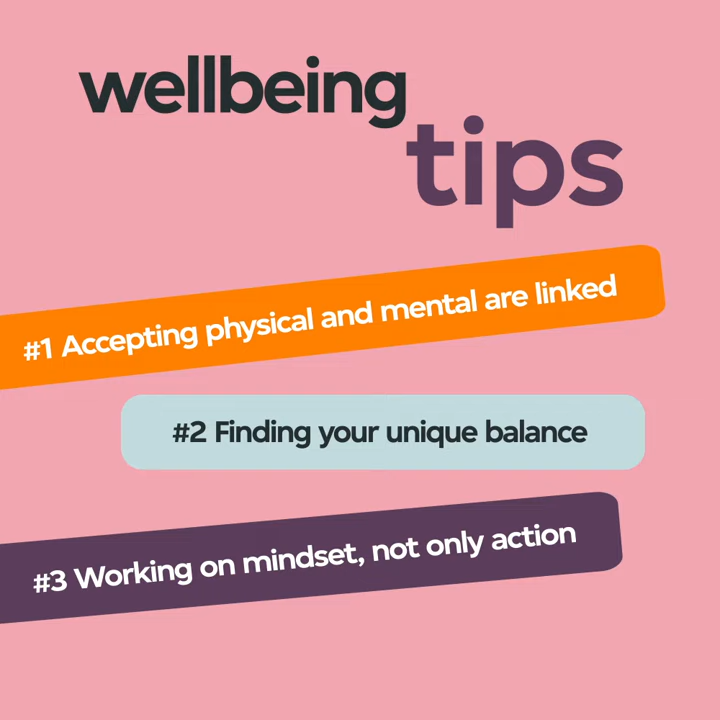 wellbeing
tips
#1 Accepting physical and mental are linked
#2 Finding your unique balance
#3 Working on mindset, not only action